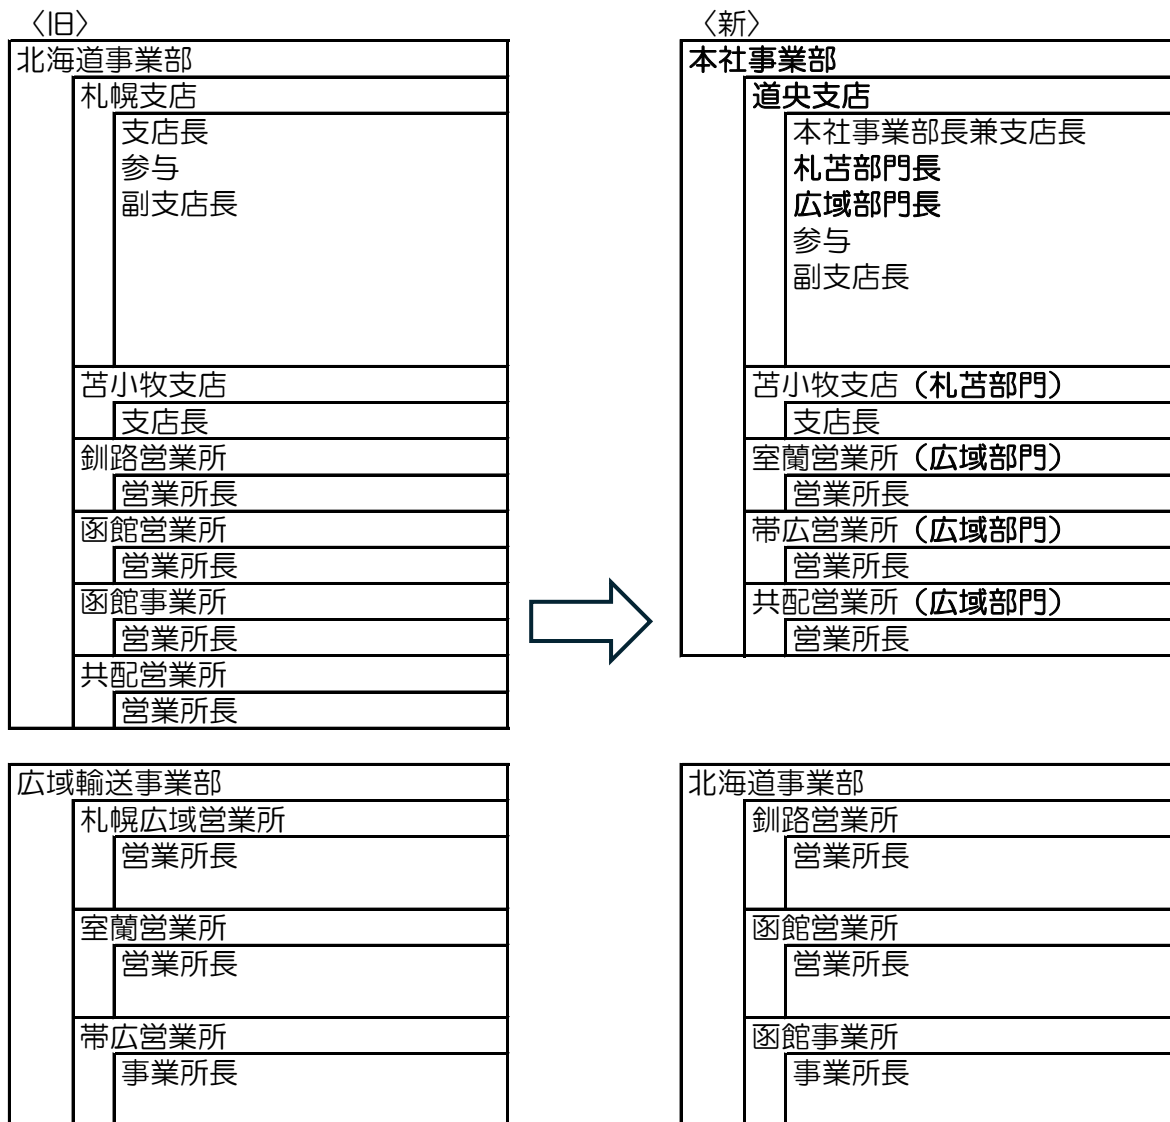 〈旧〉
北海道事業部
札幌支店
支店長
参与
副支店長
苫小牧支店
支店長
釧路営業所
営業所長
函館営業所
営業所長
函館事業所
営業所長
共配営業所
営業所長
広域輸送事業部
札幌広域営業所
営業所長
室蘭営業所
営業所長
帯広営業所
事業所長
〈新〉
本社事業部
道央支店
本社事業部長兼支店長
札苫部門長
広域部門長
参与
副支店長
苫小牧支店（札苫部門）
支店長
室蘭営業所（広域部門）
営業所長
帯広営業所（広域部門）
営業所長
共配営業所（広域部門）
営業所長
北海道事業部
釧路営業所
営業所長
函館営業所
営業所長
函館事業所
事業所長